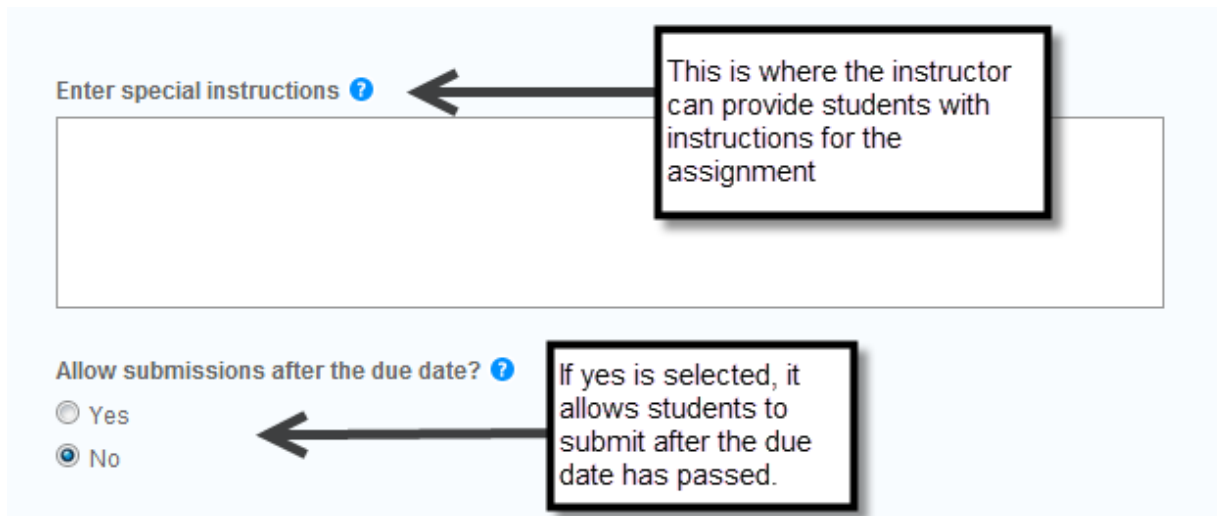 Enter special instructions ?
This is where the instructor
can provide students with
instructions for the
assignment
Allow submissions after the due date? ?
Yes
No
If yes is selected, it
allows students to
submit after the due
date has passed.